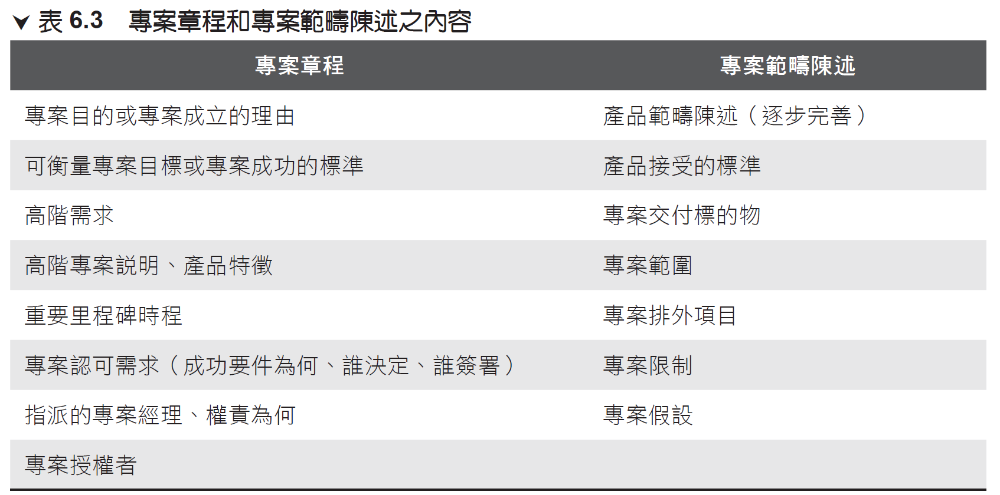 表 6.3 專案章程和專案範疇陳述之內容
專案章程 專案範疇陳述
專案目的或專案成立的理由 產品範疇陳述（逐步完善）
可衡量專案目標或專案成功的標準 產品接受的標準
高階需求 專案交付標的物
高階專案說明、產品特徵 專案範圍
重要里程碑時程 專案排外項目
專案認可需求（成功要件為何、誰決定、誰簽署） 專案限制
指派的專案經理、權責為何 專案假設
專案授權者